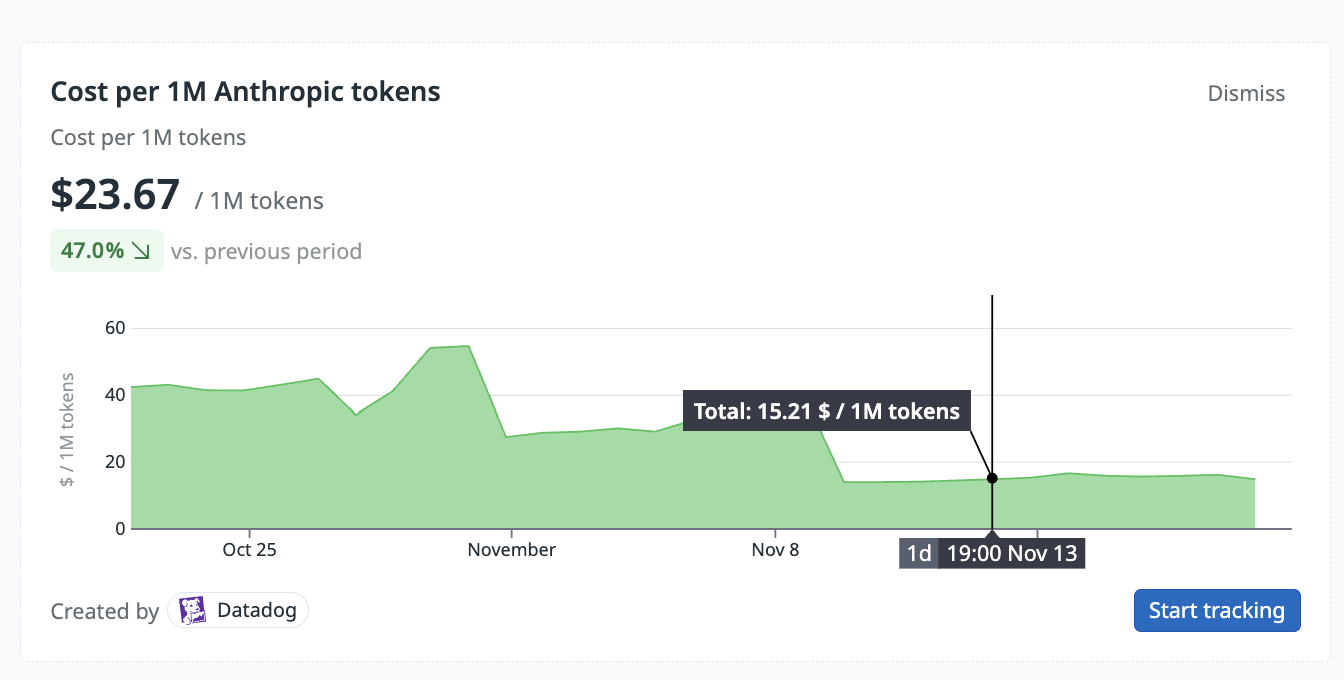 Cost per 1M Anthropic tokens
Dismiss
Cost per 1M tokens
$23.67 / 1M tokens
47.0% vs. previous period
$ / 1M tokens
60
40
20
0
Total: 15.21 $ / 1M tokens
Oct 25
November
Nov 8
1d 19:00 Nov 13
Created by Datadog
Start tracking